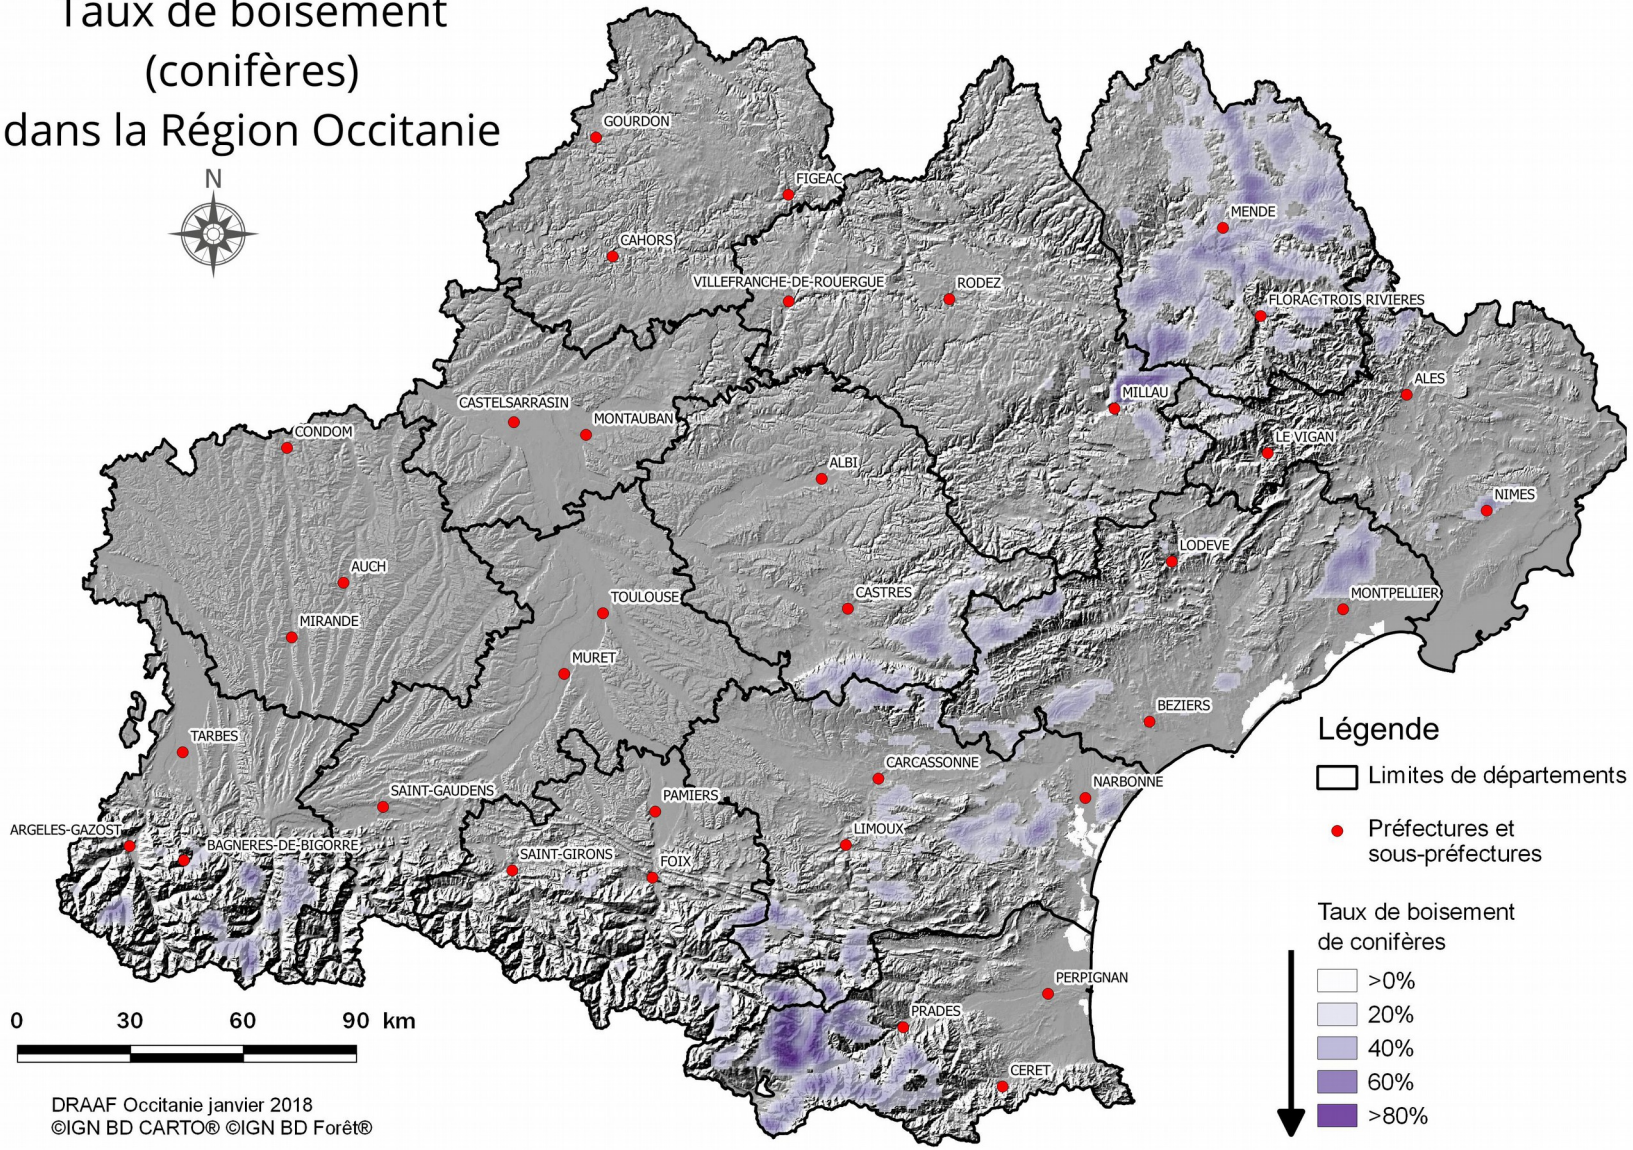 Taux de boisement
(conifères)
dans la Région Occitanie
N
GOURDON
FIGEAC
MENDE
CAHORS
VILLEFRANCHE-DE-ROUERGUE
RODEZ
FLORAC TROIS RIVIERES
ALES
MILLAU
CASTELSARRASIN
MONTAUBAN
CONDOM
LE VIGAN
ALBI
NIMES
LODEVE
AUCH
CASTRES
MONTPELLIER
TOULOUSE
MIRANDE
MURET
BEZIERS
TARBES
CARCASSONNE
NARBONNE
SAINT-GAUDENS
PAMIERS
ARGELES-GAZOST
LIMOUX
BAGNERES-DE-BIGORRE
SAINT-GIRONS
FOIX
PERPIGNAN
PRADES
CERET
Légende
Limites de départements
Préfectures et
sous-préfectures
Taux de boisement
de conifères
>0%
20%
40%
60%
>80%
0 30 60 90 km
DRAAF Occitanie janvier 2018
©IGN BD CARTO® ©IGN BD Forêt®